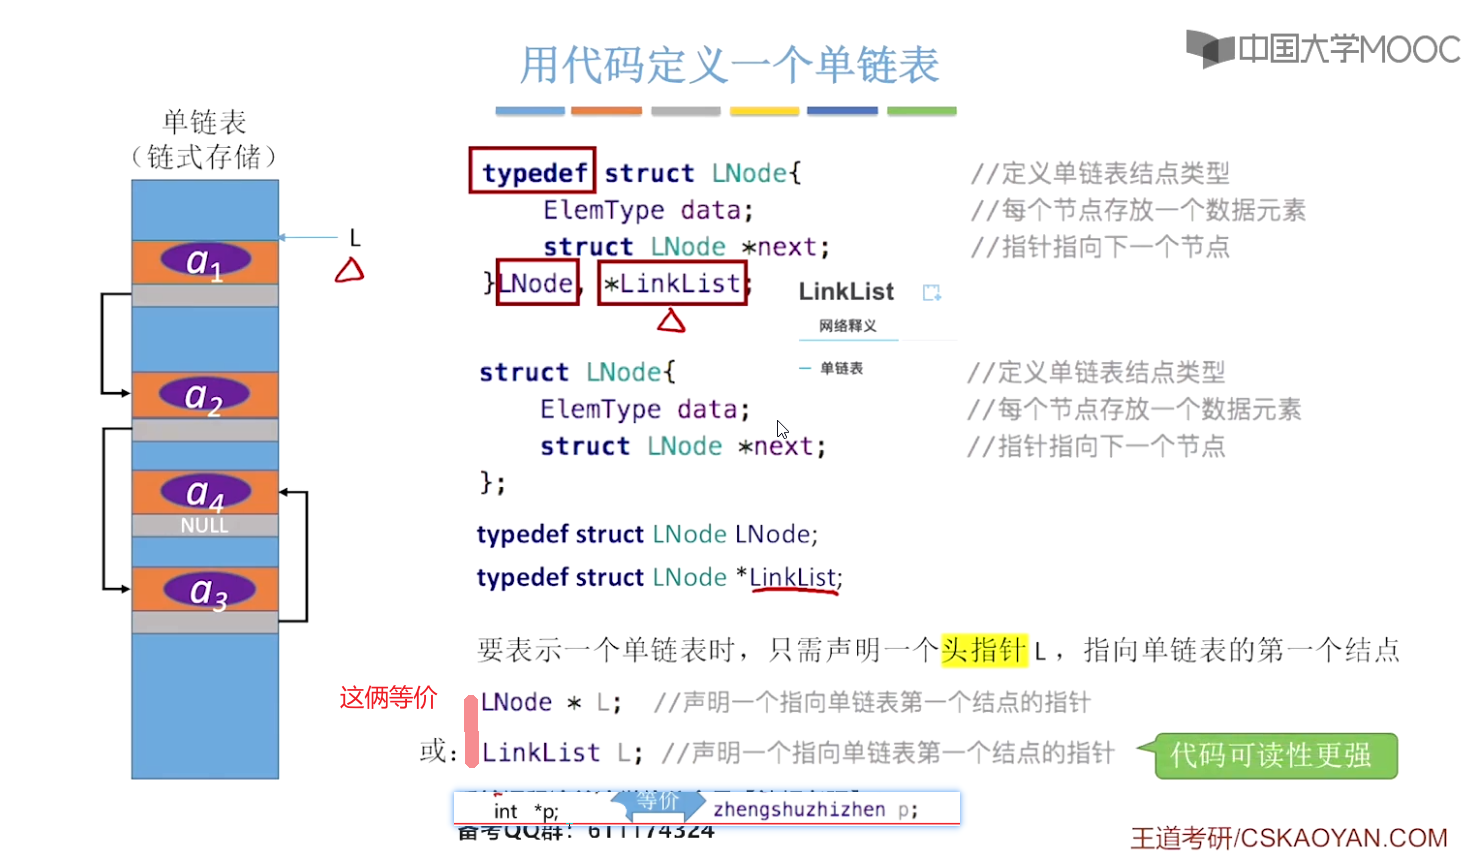 用代码定义一个单链表
中国大学MOOC
单链表
（链式存储）
L
a1
a2
a4
NULL
a3
typedef struct LNode{ //定义单链表结点类型
ElemType data; //每个节点存放一个数据元素
struct LNode *next; //指针指向下一个节点
}LNode, *LinkList;
LinkList
网络释义
单链表
struct LNode{ //定义单链表结点类型
ElemType data; //每个节点存放一个数据元素
struct LNode *next; //指针指向下一个节点
};
typedef struct LNode LNode;
typedef struct LNode *LinkList;
要表示一个单链表时，只需声明一个头指针 L ，指向单链表的第一个结点
这俩等价
LNode * L; //声明一个指向单链表第一个结点的指针
或：LinkList L; //声明一个指向单链表第一个结点的指针
代码可读性更强
int *p; 等价 zhengshuzhizhen p;
备考QQ群：611174324
王道考研/CSKAOYAN.COM